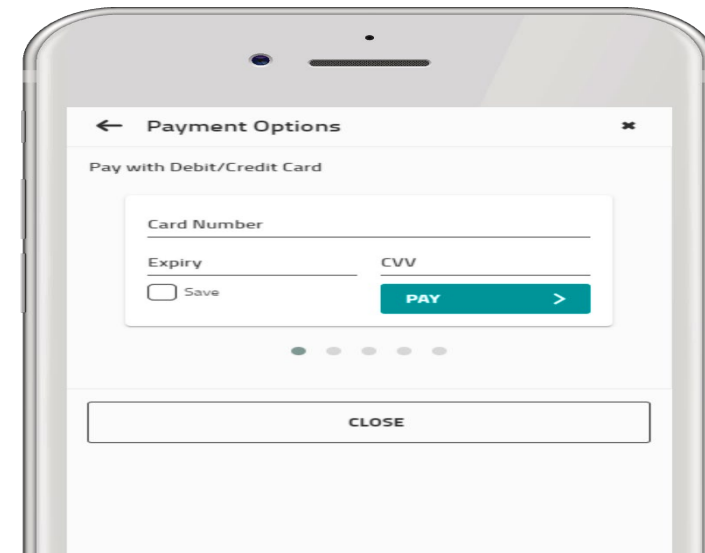 Payment Options
Pay with Debit/Credit Card
Card Number
Expiry CVV
Save PAY
CLOSE